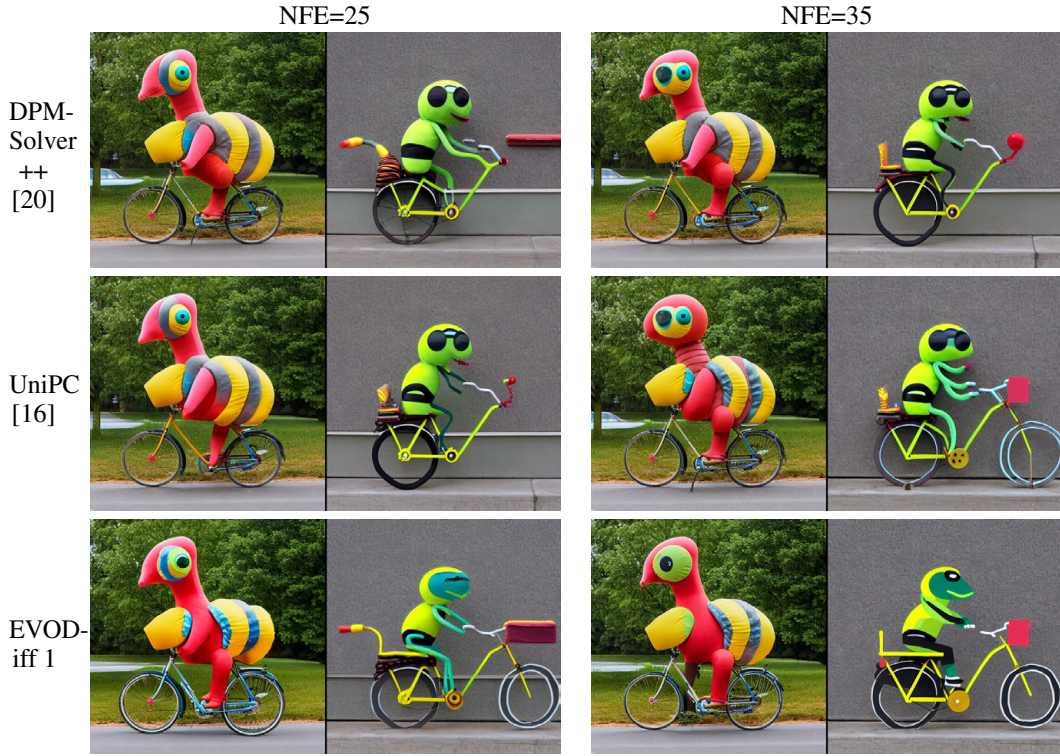 NFE=25
NFE=35
DPM-
Solver
++
[20]
UniPC
[16]
EVOD-
iff 1